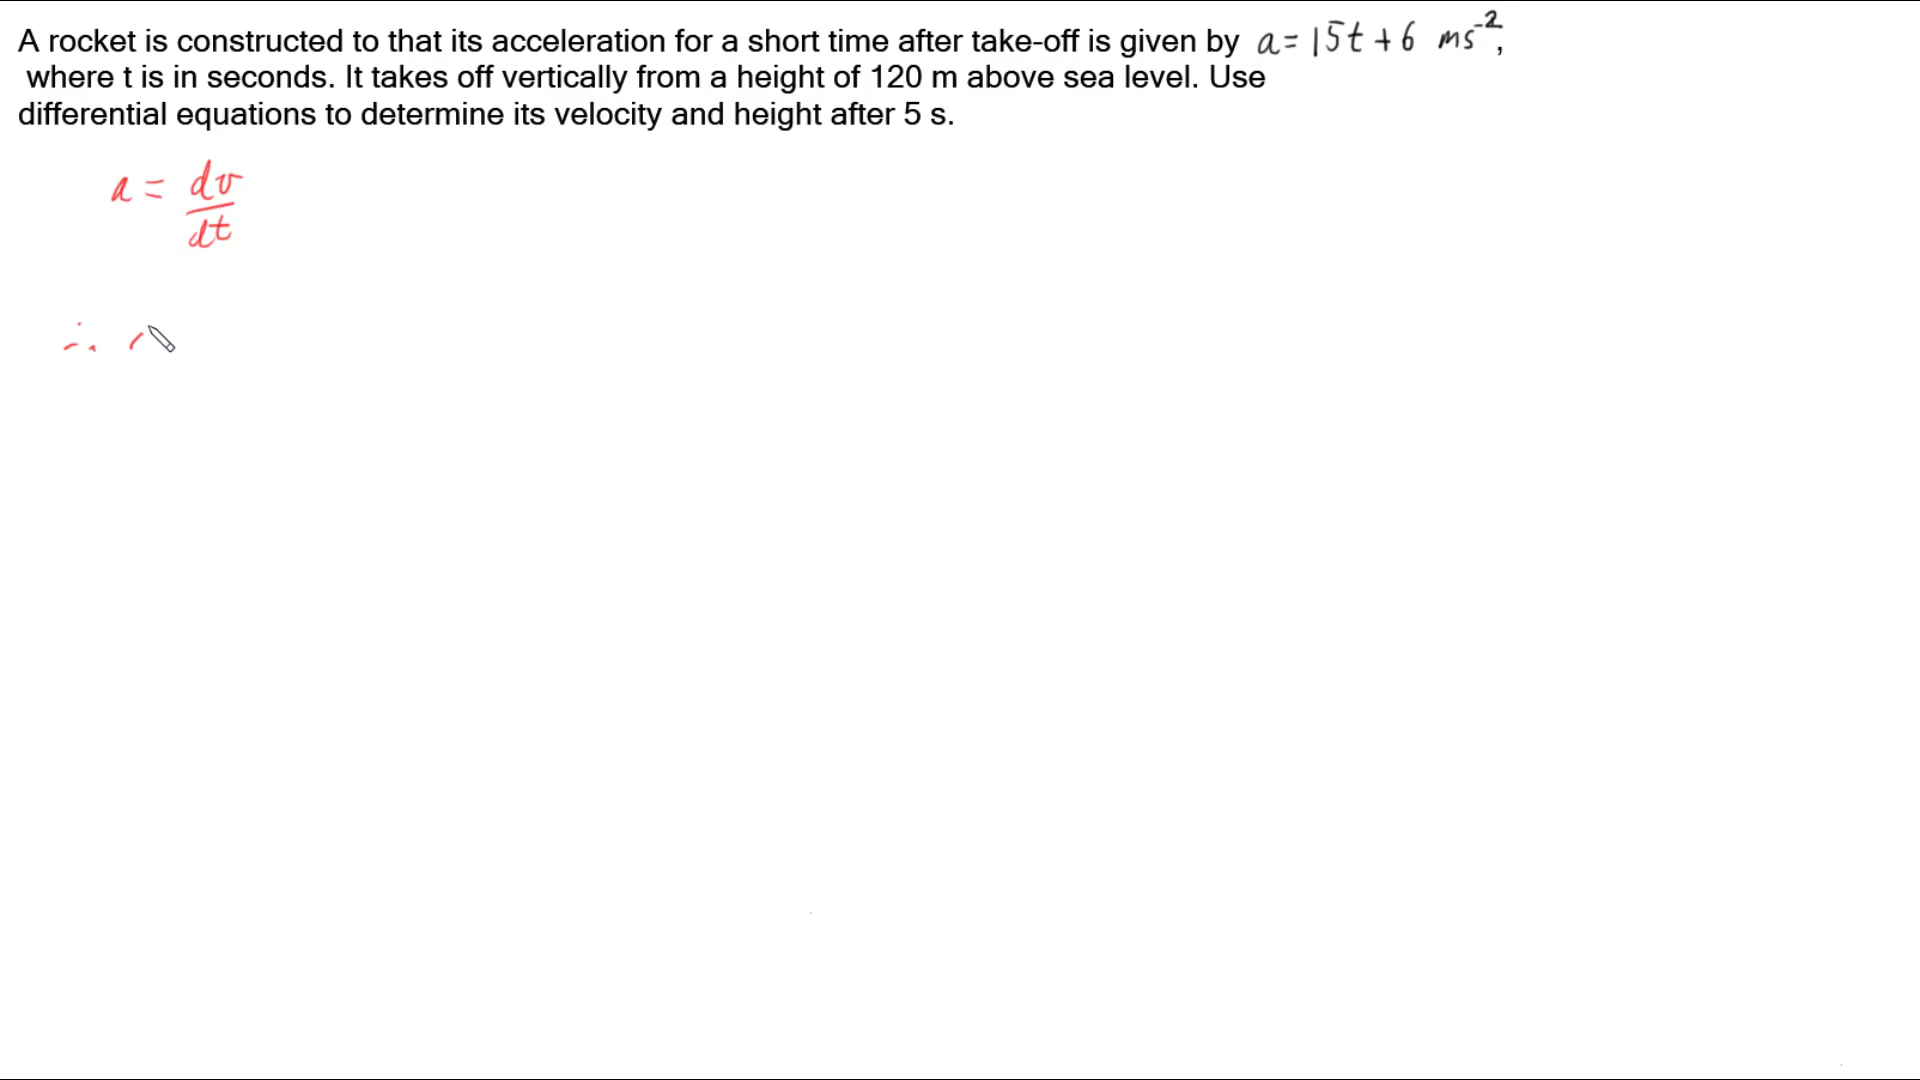 A rocket is constructed to that its acceleration for a short time after take-off is given by a = 15t + 6 ms⁻²,
where t is in seconds. It takes off vertically from a height of 120 m above sea level. Use
differential equations to determine its velocity and height after 5 s.
a = dv/dt
∴